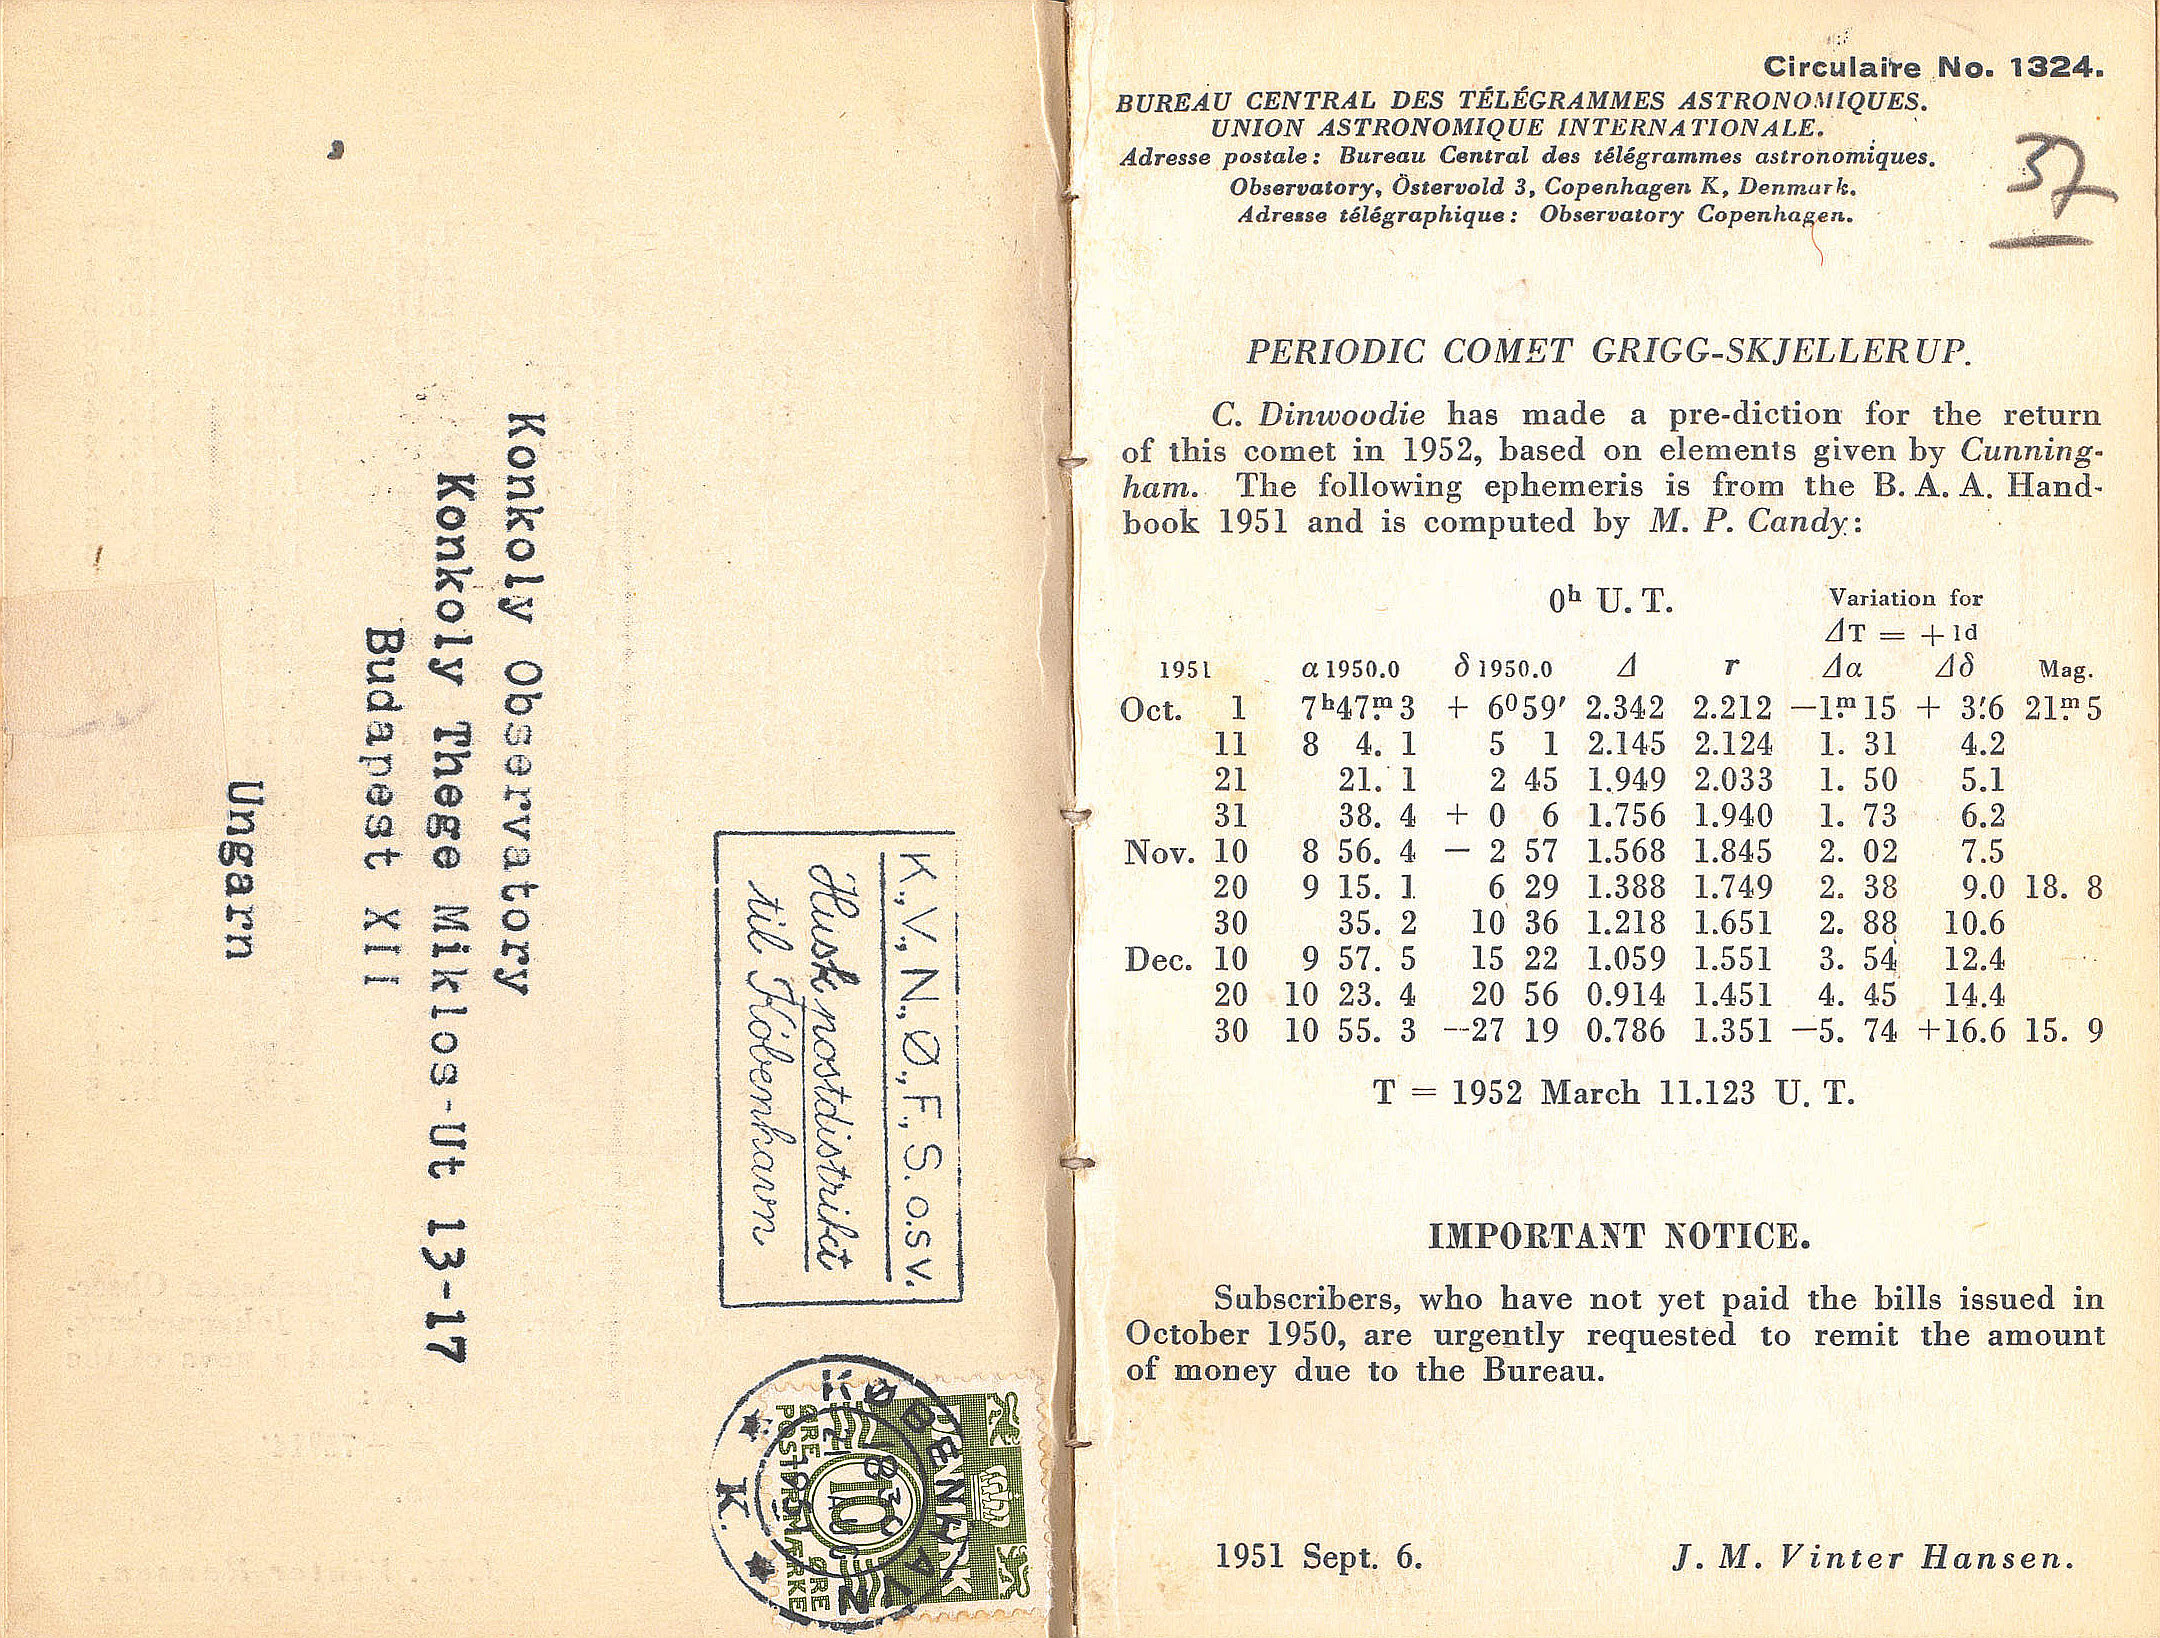 Konkoly Observatory
Konkoly Thege Miklos-Ut 13-17
Budapest XII
Ungarn
K., V., N., Ø., F., S. o.s.v.
Husk postdistrikt
til København
KØBENHAVN
K.
10
DANMARK
ØRE ØRE
POSTFRIMÆRKE
Circulaire No. 1324.
BUREAU CENTRAL DES TÉLÉGRAMMES ASTRONOMIQUES.
UNION ASTRONOMIQUE INTERNATIONALE.
Adresse postale: Bureau Central des télégrammes astronomiques.
Observatory, Östervold 3, Copenhagen K, Denmark.
Adresse télégraphique: Observatory Copenhagen.
37
PERIODIC COMET GRIGG-SKJELLERUP.
C. Dinwoodie has made a pre-diction for the return
of this comet in 1952, based on elements given by Cunning-
ham. The following ephemeris is from the B. A. A. Hand-
book 1951 and is computed by M. P. Candy:
0ʰ U. T. Variation for
ΔT = + 1d
1951 α 1950.0 δ 1950.0 Δ r Δα Δδ Mag.
Oct. 1 7ʰ47ᵐ.3 + 6⁰59′ 2.342 2.212 −1ᵐ.15 + 3′.6 21ᵐ.5
11 8 4. 1 5 1 2.145 2.124 1. 31 4.2
21 21. 1 2 45 1.949 2.033 1. 50 5.1
31 38. 4 + 0 6 1.756 1.940 1. 73 6.2
Nov. 10 8 56. 4 − 2 57 1.568 1.845 2. 02 7.5
20 9 15. 1 6 29 1.388 1.749 2. 38 9.0 18. 8
30 35. 2 10 36 1.218 1.651 2. 88 10.6
Dec. 10 9 57. 5 15 22 1.059 1.551 3. 54 12.4
20 10 23. 4 20 56 0.914 1.451 4. 45 14.4
30 10 55. 3 −27 19 0.786 1.351 −5. 74 +16.6 15. 9
T = 1952 March 11.123 U. T.
IMPORTANT NOTICE.
Subscribers, who have not yet paid the bills issued in
October 1950, are urgently requested to remit the amount
of money due to the Bureau.
1951 Sept. 6. J. M. Vinter Hansen.